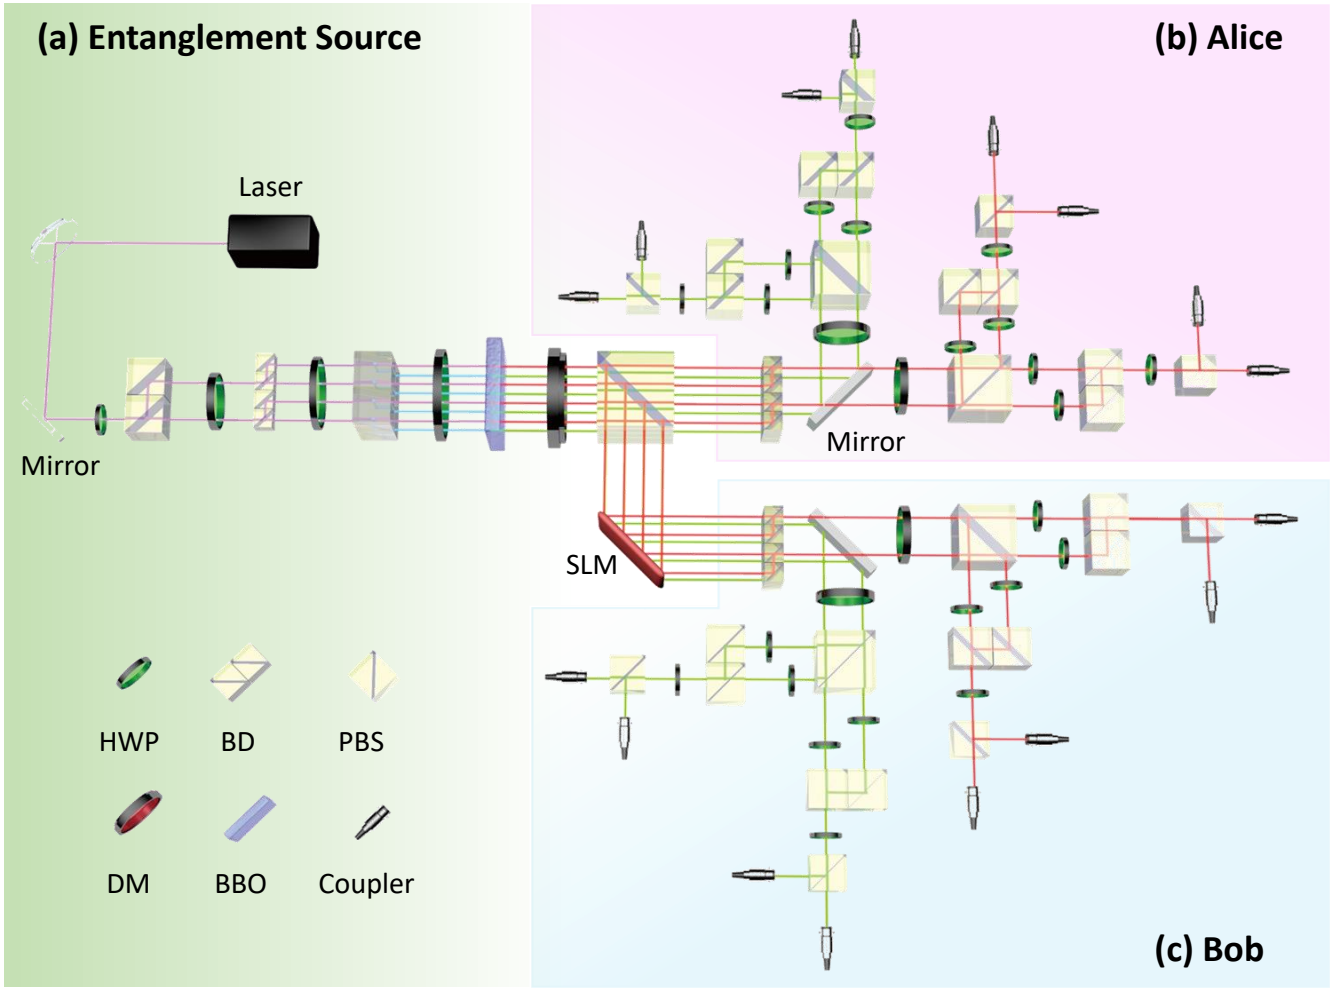 (a) Entanglement Source
(b) Alice
Laser
Mirror
Mirror
SLM
HWP
BD
PBS
DM
BBO
Coupler
(c) Bob